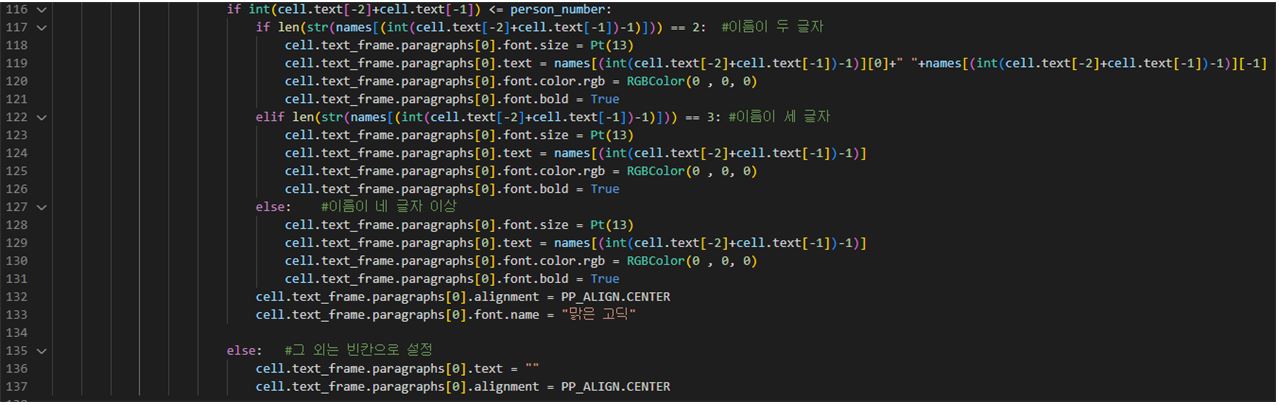 116 if int(cell.text[-2]+cell.text[-1]) <= person_number:
117 if len(str(names[(int(cell.text[-2]+cell.text[-1])-1)])) == 2:  #이름이 두 글자
118 cell.text_frame.paragraphs[0].font.size = Pt(13)
119 cell.text_frame.paragraphs[0].text = names[(int(cell.text[-2]+cell.text[-1])-1)][0]+" "+names[(int(cell.text[-2]+cell.text[-1])-1)][-1]
120 cell.text_frame.paragraphs[0].font.color.rgb = RGBColor(0 , 0, 0)
121 cell.text_frame.paragraphs[0].font.bold = True
122 elif len(str(names[(int(cell.text[-2]+cell.text[-1])-1)])) == 3: #이름이 세 글자
123 cell.text_frame.paragraphs[0].font.size = Pt(13)
124 cell.text_frame.paragraphs[0].text = names[(int(cell.text[-2]+cell.text[-1])-1)]
125 cell.text_frame.paragraphs[0].font.color.rgb = RGBColor(0 , 0, 0)
126 cell.text_frame.paragraphs[0].font.bold = True
127 else:    #이름이 네 글자 이상
128 cell.text_frame.paragraphs[0].font.size = Pt(13)
129 cell.text_frame.paragraphs[0].text = names[(int(cell.text[-2]+cell.text[-1])-1)]
130 cell.text_frame.paragraphs[0].font.color.rgb = RGBColor(0 , 0, 0)
131 cell.text_frame.paragraphs[0].font.bold = True
132 cell.text_frame.paragraphs[0].alignment = PP_ALIGN.CENTER
133 cell.text_frame.paragraphs[0].font.name = "맑은 고딕"
134
135 else:   #그 외는 빈칸으로 설정
136 cell.text_frame.paragraphs[0].text = ""
137 cell.text_frame.paragraphs[0].alignment = PP_ALIGN.CENTER